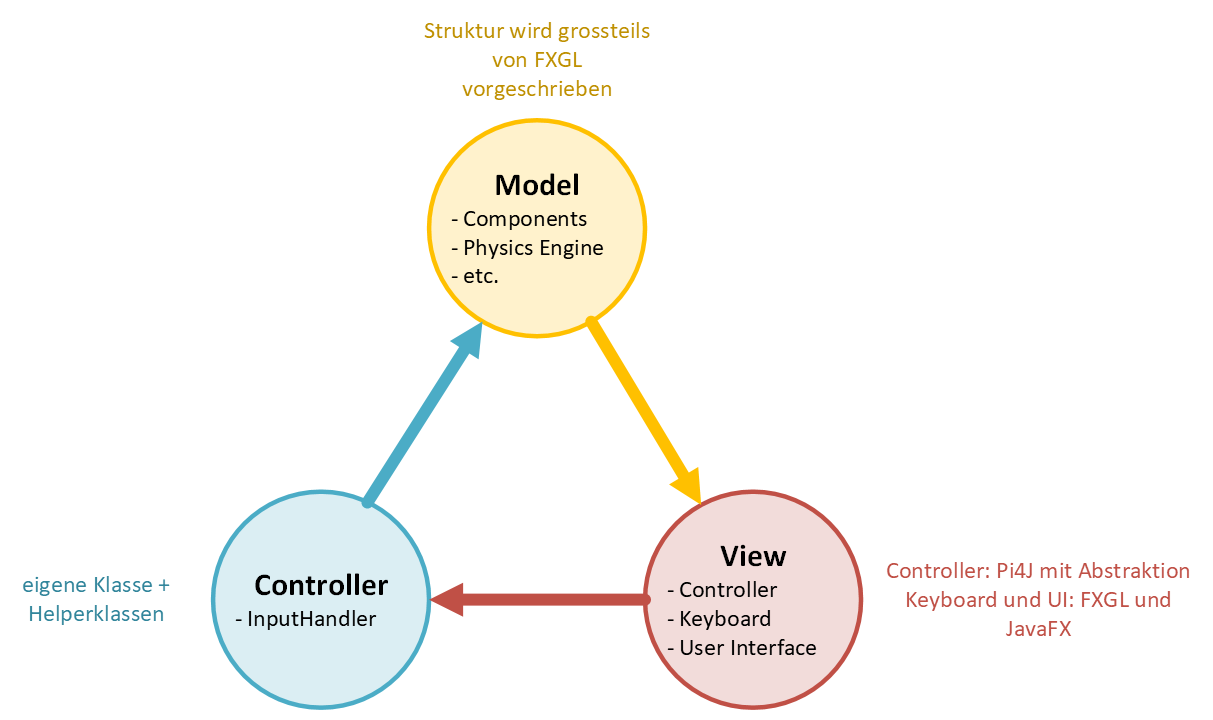 Struktur wird grossteils
von FXGL
vorgeschrieben
Model
- Components
- Physics Engine
- etc.
Controller
- InputHandler
eigene Klasse +
Helperklassen
View
- Controller
- Keyboard
- User Interface
Controller: Pi4J mit Abstraktion
Keyboard und UI: FXGL und
JavaFX